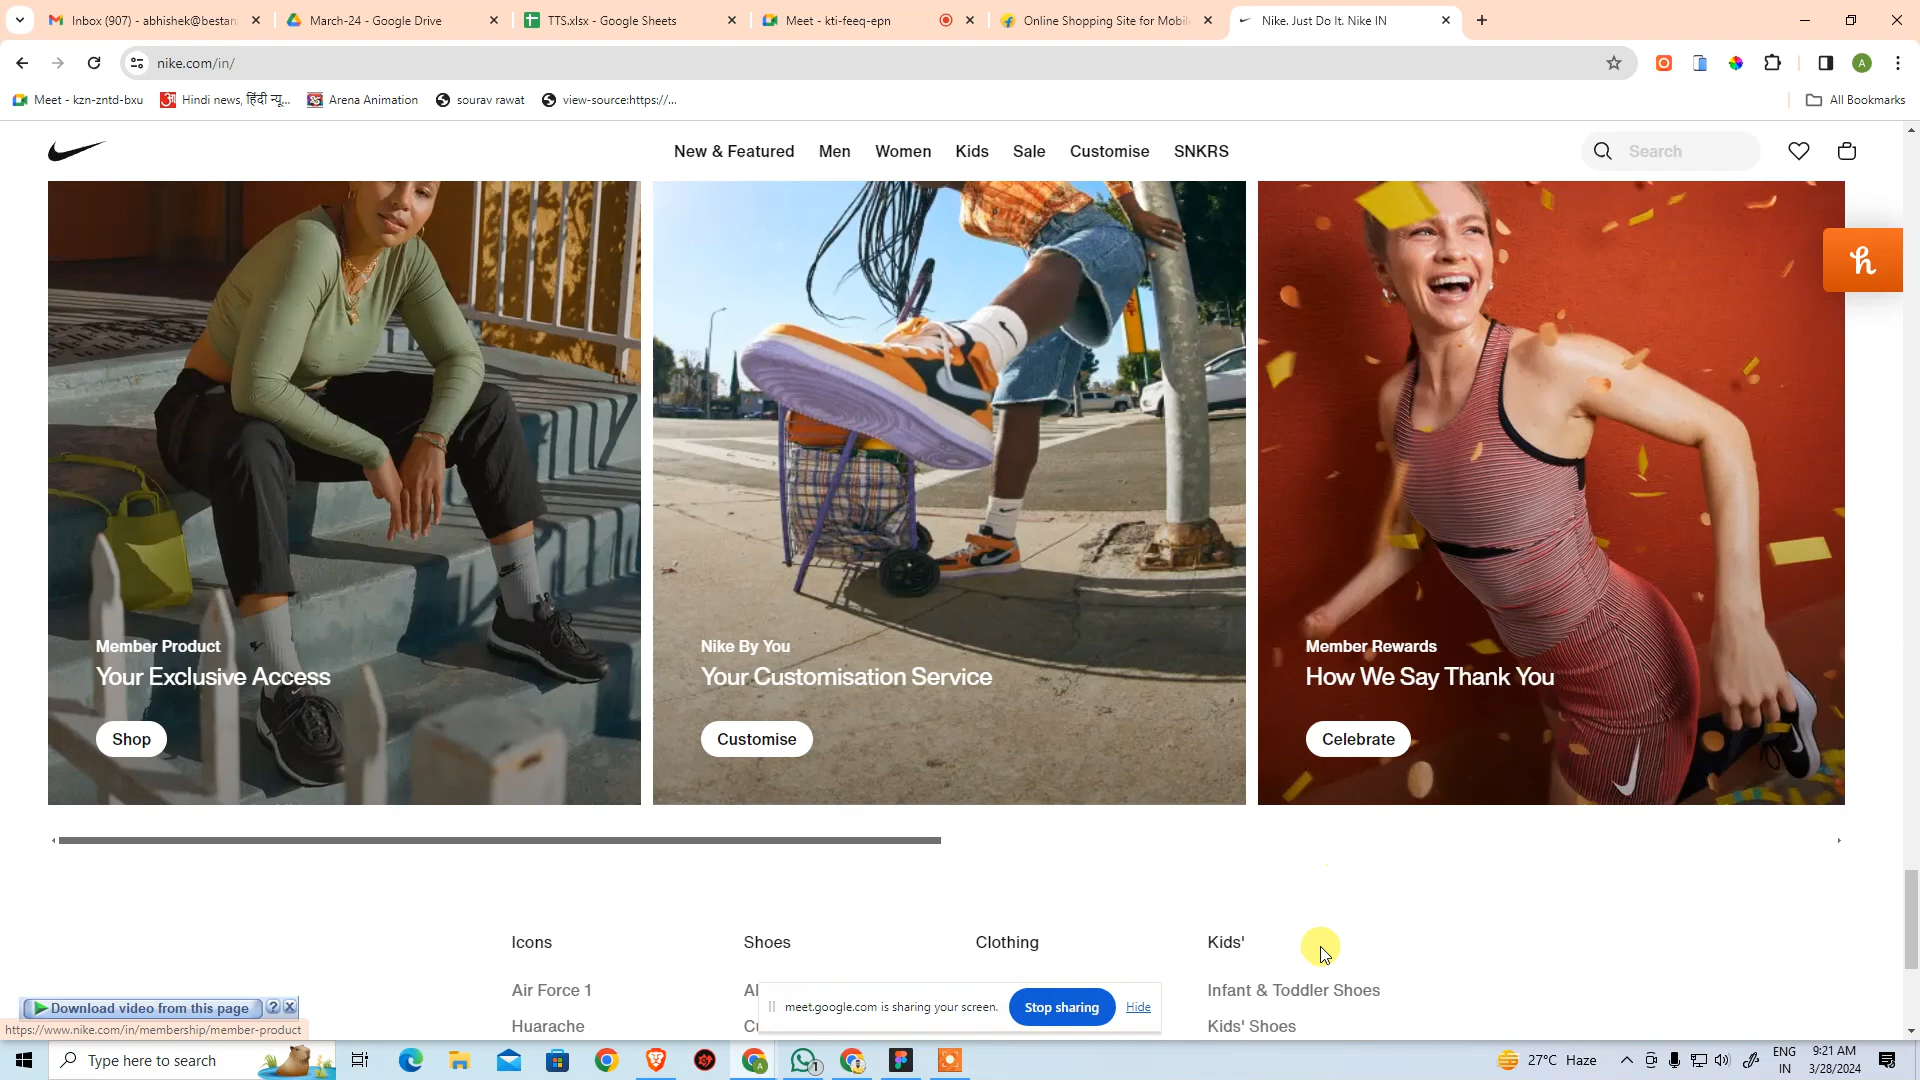 Inbox (907) - abhishek@bestan
March-24 - Google Drive
TTS.xlsx - Google Sheets
Meet - kti-feeq-epn
Online Shopping Site for Mobil
Nike. Just Do It. Nike IN
nike.com/in/
A
Meet - kzn-zntd-bxu
Hindi news, हिंदी न्यू...
Arena Animation
sourav rawat
view-source:https://...
All Bookmarks
New & Featured
Men
Women
Kids
Sale
Customise
SNKRS
Search
h
Member Product
Your Exclusive Access
Shop
Nike By You
Your Customisation Service
Customise
Member Rewards
How We Say Thank You
Celebrate
Icons
Shoes
Clothing
Kids'
Air Force 1
Infant & Toddler Shoes
Huarache
Kids' Shoes
meet.google.com is sharing your screen.
Stop sharing
Hide
Download video from this page
https://www.nike.com/in/membership/member-product
Type here to search
27°C Haze
ENG
IN
9:21 AM
3/28/2024